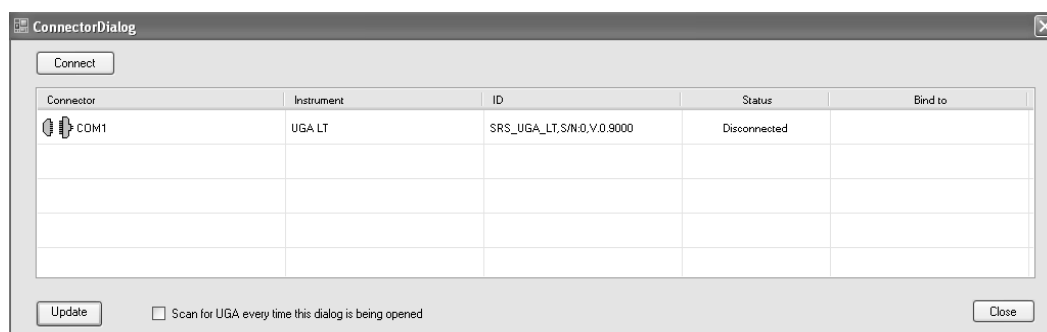 ConnectorDialog
Connect
Connector Instrument ID Status Bind to
COM1 UGA LT SRS_UGA_LT,S/N:0,V.0.9000 Disconnected
Update Scan for UGA every time this dialog is being opened Close